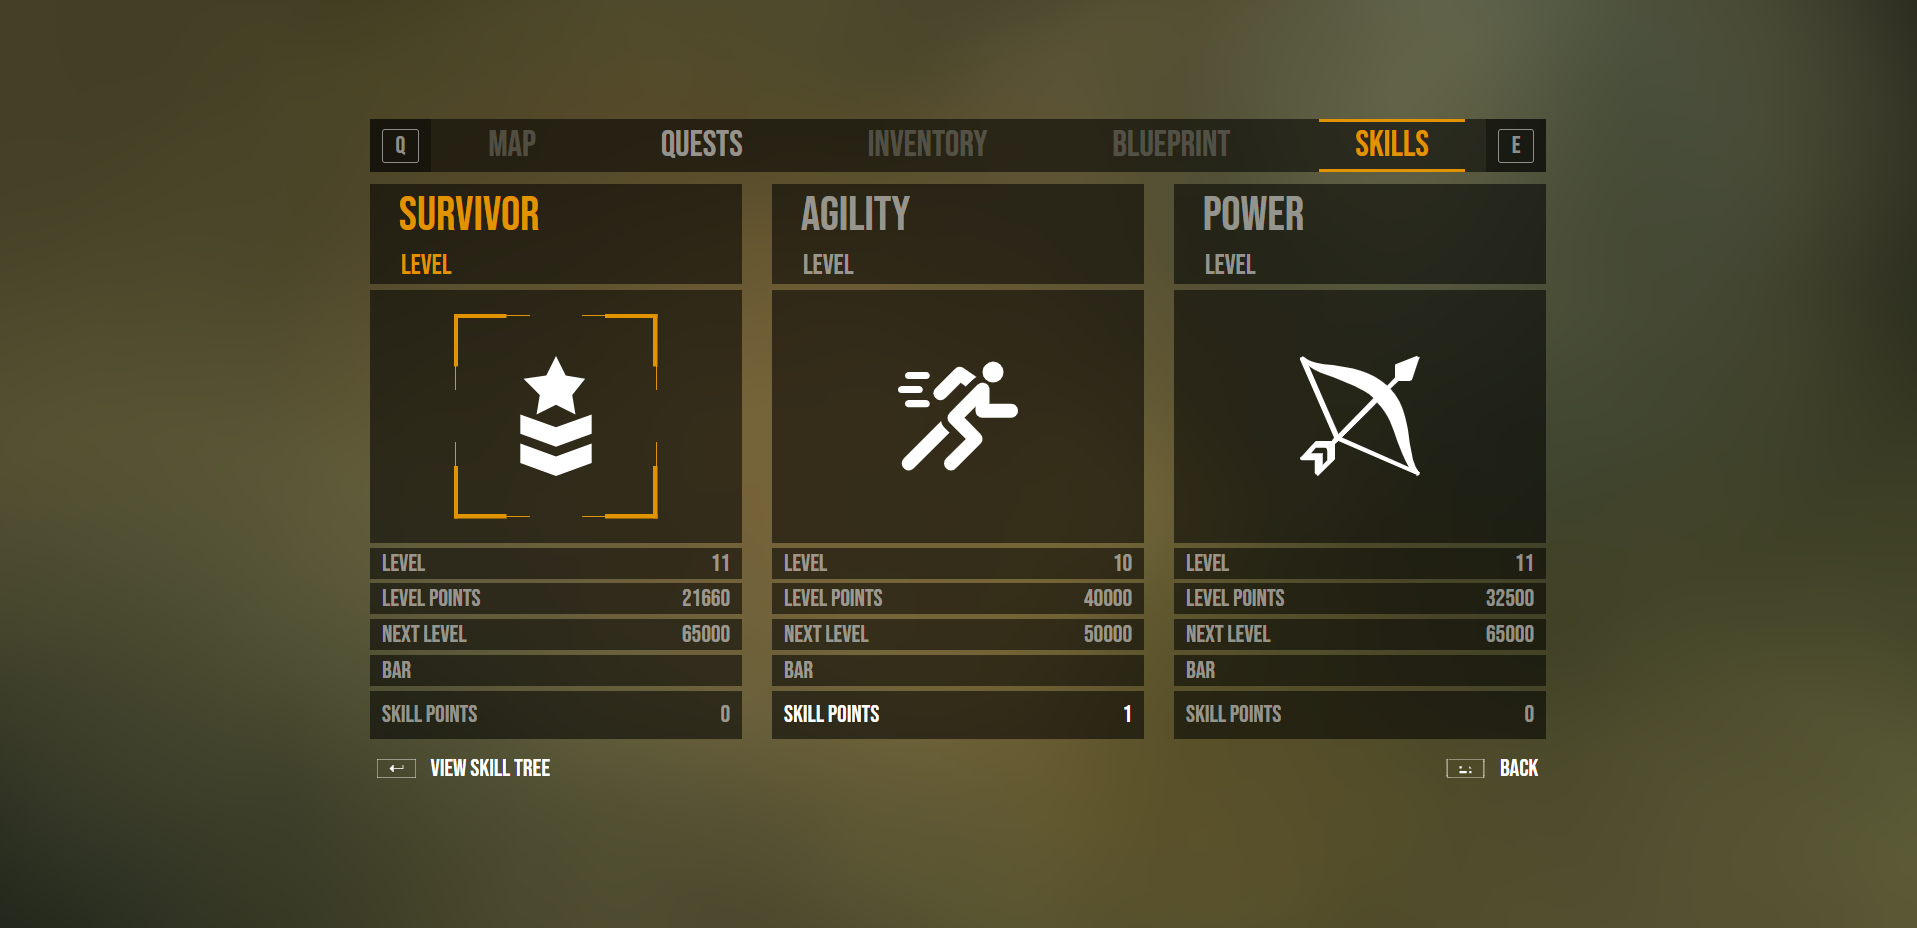 Q MAP QUESTS INVENTORY BLUEPRINT SKILLS E
SURVIVOR
LEVEL
LEVEL 11
LEVEL POINTS 21660
NEXT LEVEL 65000
BAR
SKILL POINTS 0
AGILITY
LEVEL
LEVEL 10
LEVEL POINTS 40000
NEXT LEVEL 50000
BAR
SKILL POINTS 1
POWER
LEVEL
LEVEL 11
LEVEL POINTS 32500
NEXT LEVEL 65000
BAR
SKILL POINTS 0
VIEW SKILL TREE
BACK